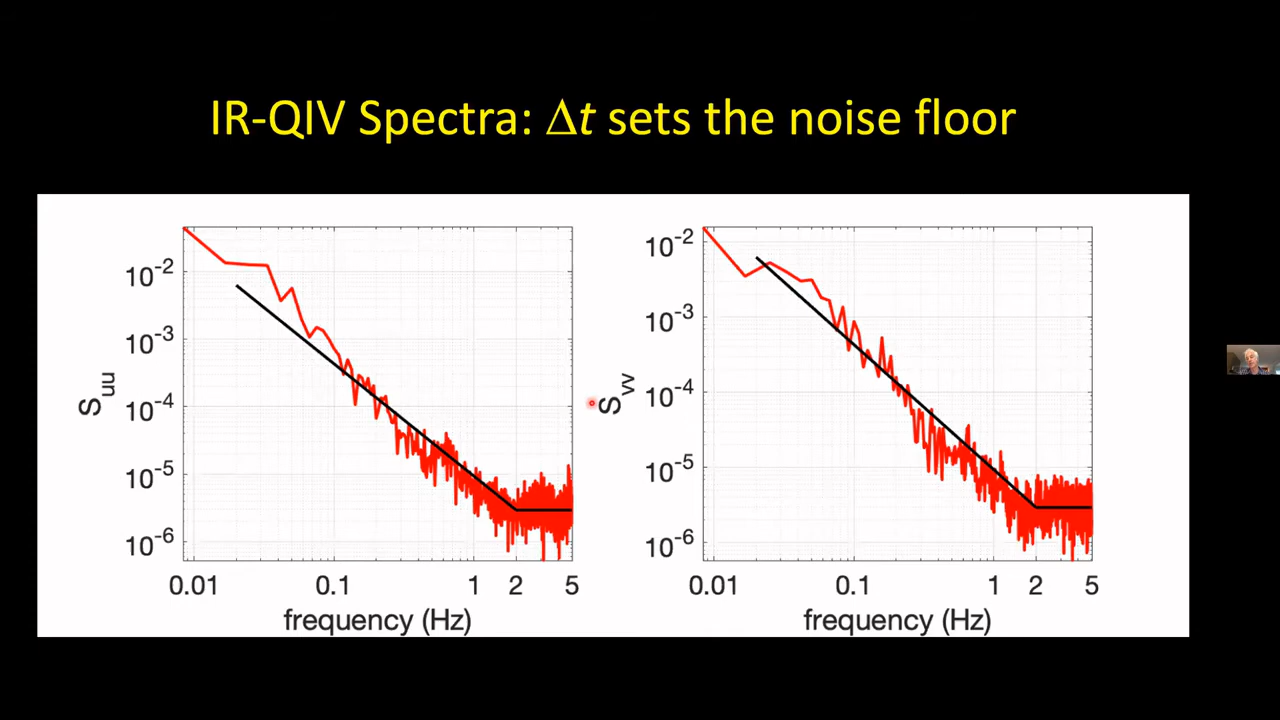 IR-QIV Spectra: Δt sets the noise floor
S_uu
10^-2
10^-3
10^-4
10^-5
10^-6
0.01 0.1 1 2 5
frequency (Hz)
S_vv
10^-2
10^-3
10^-4
10^-5
10^-6
0.01 0.1 1 2 5
frequency (Hz)